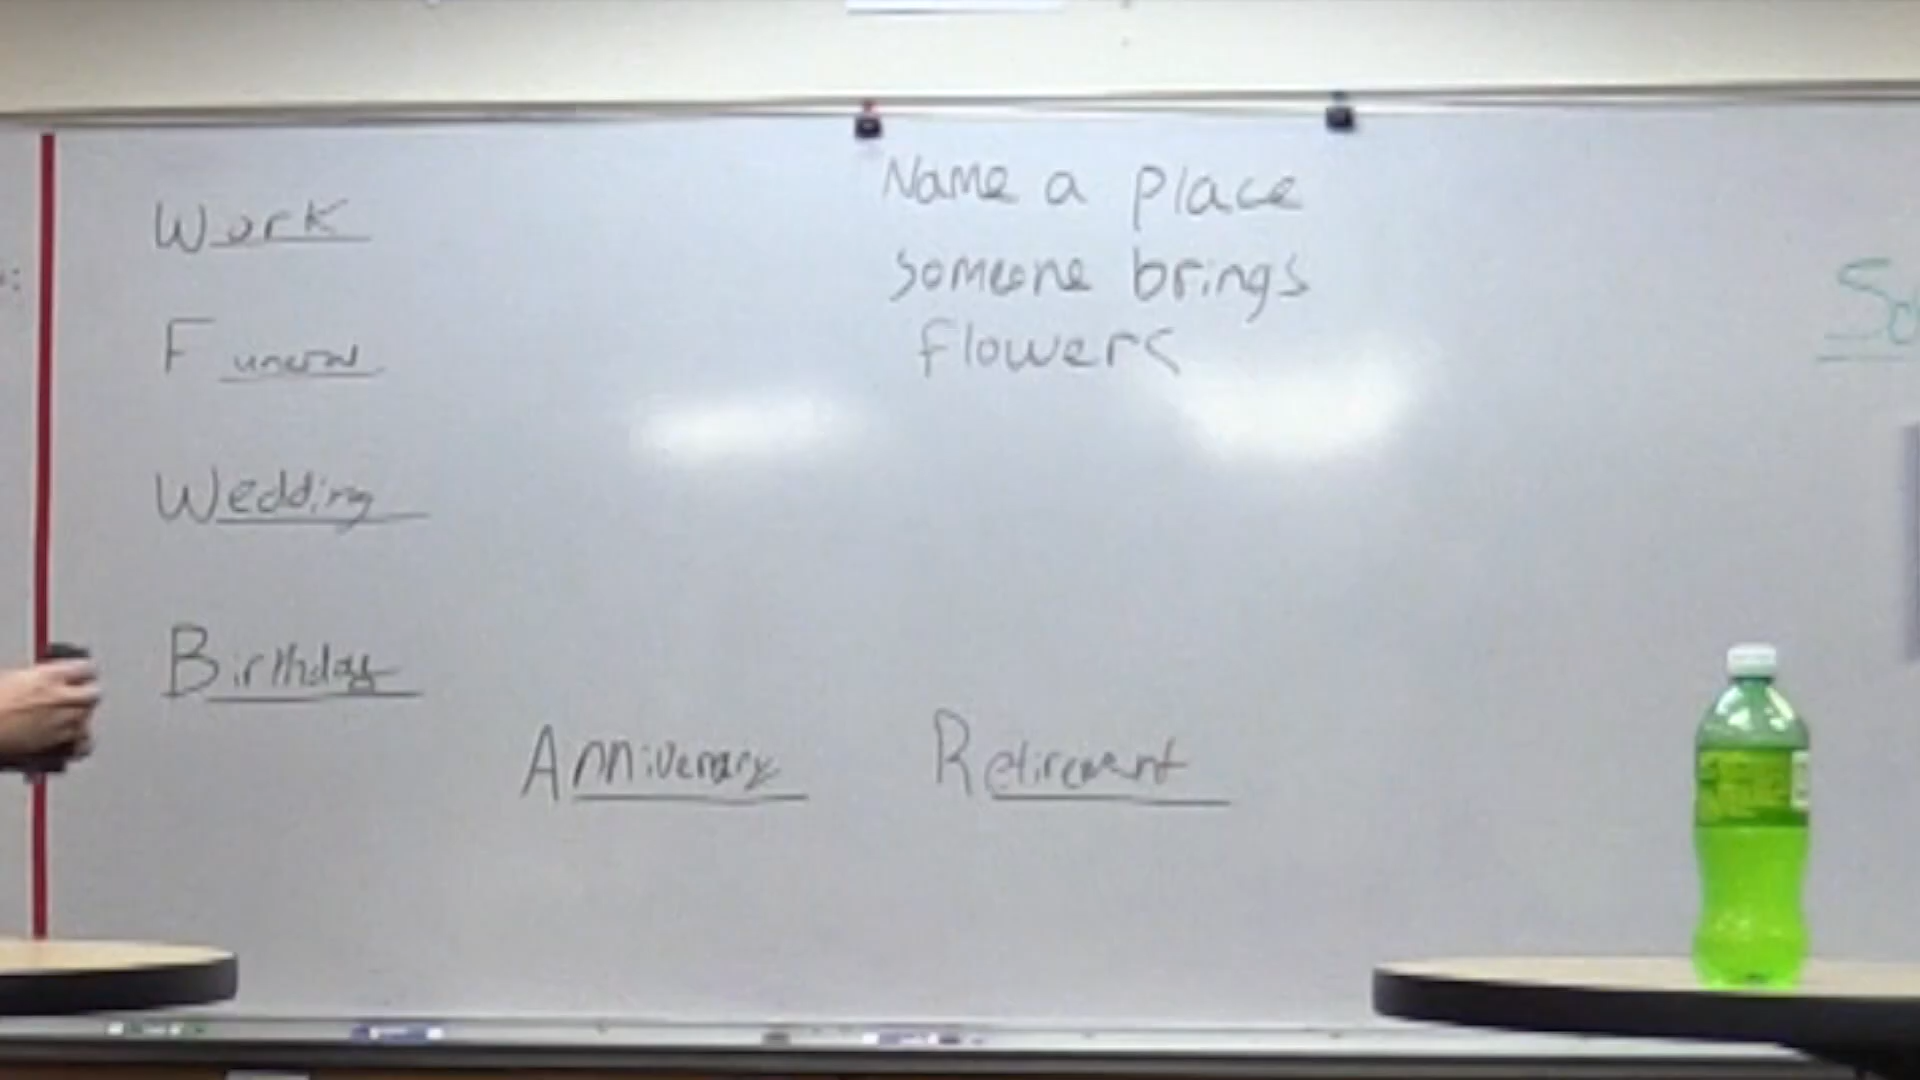 Name a place
someone brings
flowers
Work
Funeral
Wedding
Birthday
Anniversary
Retirement